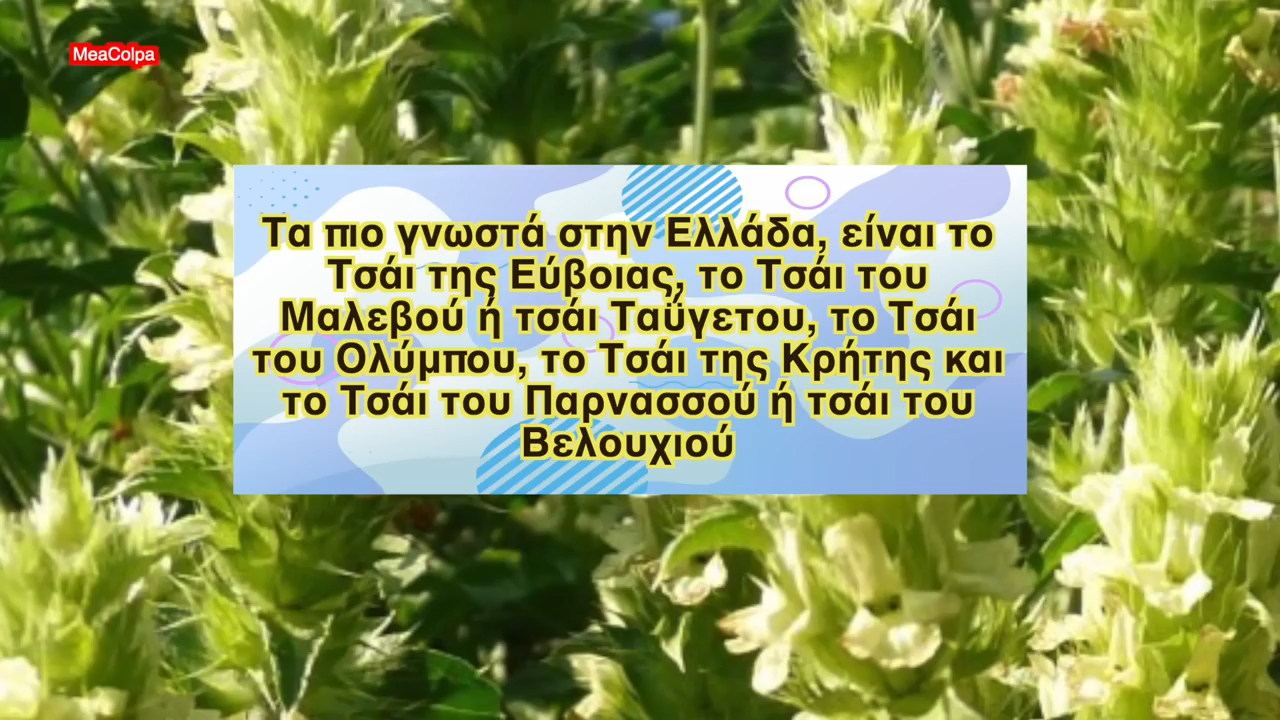 MeaColpa
Τα πιο γνωστά στην Ελλάδα, είναι το
Τσάι της Εύβοιας, το Τσάι του
Μαλεβού ή τσάι Ταΰγετου, το Τσάι
του Ολύμπου, το Τσάι της Κρήτης και
το Τσάι του Παρνασσού ή τσάι του
Βελουχιού